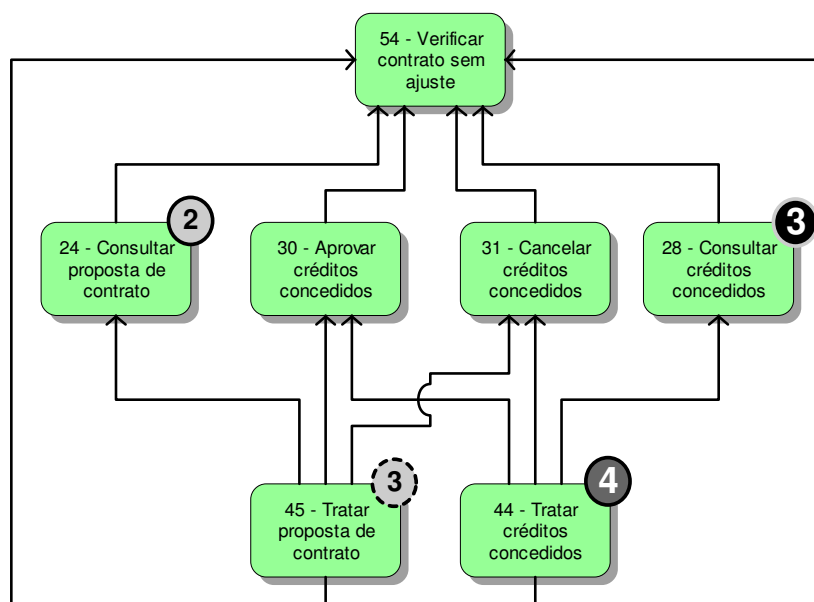 54 - Verificar
contrato sem
ajuste
2
3
24 - Consultar
proposta de
contrato
30 - Aprovar
créditos
concedidos
31 - Cancelar
créditos
concedidos
28 - Consultar
créditos
concedidos
3
4
45 - Tratar
proposta de
contrato
44 - Tratar
créditos
concedidos